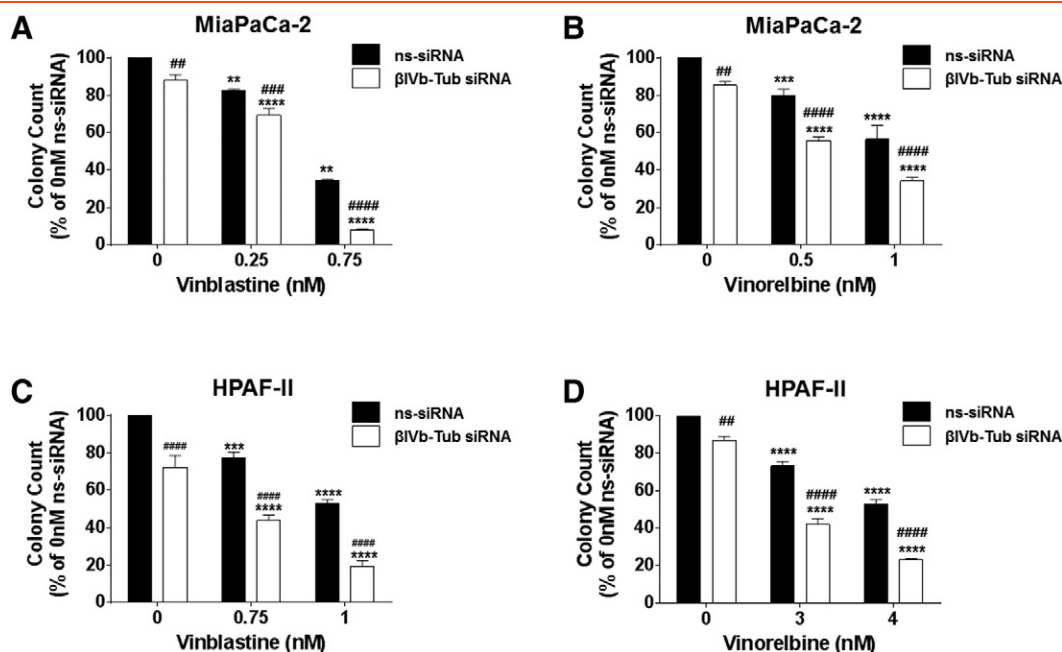 A
MiaPaCa-2
ns-siRNA
βIVb-Tub siRNA
Colony Count
(% of 0nM ns-siRNA)
100
80
60
40
20
0
##
**
###
****
**
####
****
0
0.25
0.75
Vinblastine (nM)
B
MiaPaCa-2
ns-siRNA
βIVb-Tub siRNA
Colony Count
(% of 0nM ns-siRNA)
100
80
60
40
20
0
##
***
####
****
****
####
****
0
0.5
1
Vinorelbine (nM)
C
HPAF-II
ns-siRNA
βIVb-Tub siRNA
Colony Count
(% of 0nM ns-siRNA)
100
80
60
40
20
0
####
***
####
****
****
####
****
0
0.75
1
Vinblastine (nM)
D
HPAF-II
ns-siRNA
βIVb-Tub siRNA
Colony Count
(% of 0nM ns-siRNA)
100
80
60
40
20
0
##
****
####
****
****
####
****
0
3
4
Vinorelbine (nM)